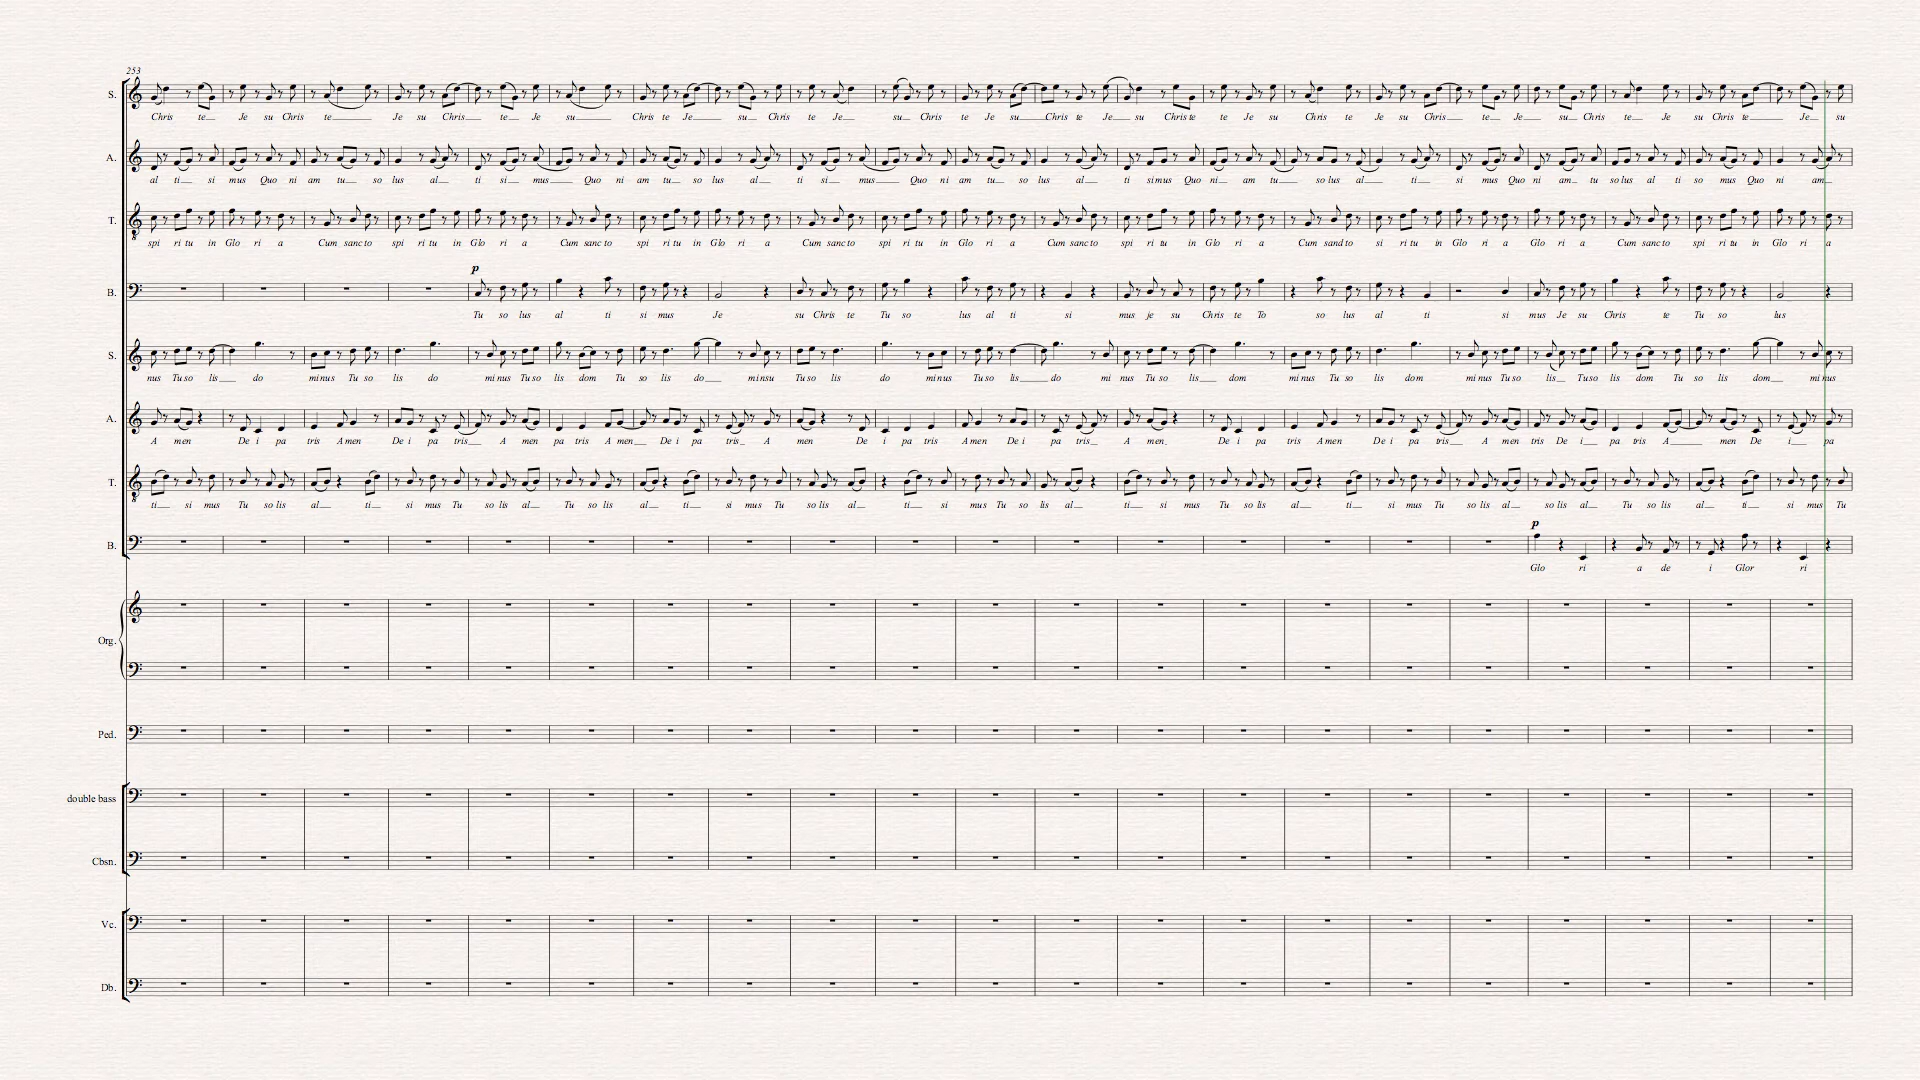 253
S.
Chris te Je su Chris te Je su Chris te Je su Chris te Je su Chris te Je su Chris te Je su Chris te Je su Chris te Je su Chris te Je su Chris te Je su Chris te Je su Chris te Je su
A.
al ti si mus Quo ni am tu so lus al ti si mus Quo ni am tu so lus al ti si mus Quo ni am tu so lus al ti si mus Quo ni am tu so lus al ti si mus Quo ni am tu so lus al ti so mus Quo ni am
T.
spi ri tu in Glo ri a Cum sanc to spi ri tu in Glo ri a Cum sanc to spi ri tu in Glo ri a Cum sanc to spi ri tu in Glo ri a Cum sanc to spi ri tu in Glo ri a Cum sand to si ri tu in Glo ri a Glo ri a Cum sanc to spi ri tu in Glo ri a
p
B.
Tu so lus al ti si mus Je su Chris te Tu so lus al ti si mus je su Chris te To so lus al ti si mus Je su Chris te Tu so lus
S.
nus Tu so lis do mi nus Tu so lis do mi nus Tu so lis dom Tu so lis do mi nsu Tu so lis do mi nus Tu so lis do mi nus Tu so lis dom mi nus Tu so lis dom mi nus Tu so lis Tu so lis dom Tu so lis dom mi nus
A.
A men De i pa tris A men De i pa tris A men pa tris A men De i pa tris A men De i pa tris A men De i pa tris A men De i pa tris A men De i pa tris A men tris De i pa tris A men De i pa
T.
ti si mus Tu so lis al ti si mus Tu so lis al Tu so lis al ti si mus Tu so lis al ti si mus Tu so lis al ti si mus Tu so lis al ti si mus Tu so lis al so lis al Tu so lis al ti si mus Tu
p
B.
Glo ri a de i Glor ri
Org.
Ped.
double bass
Cbsn.
Vc.
Db.